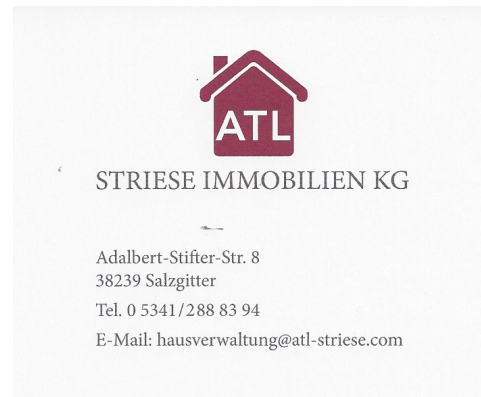 ATL
STRIESE IMMOBILIEN KG
Adalbert-Stifter-Str. 8
38239 Salzgitter
Tel. 0 5341/288 83 94
E-Mail: hausverwaltung@atl-striese.com